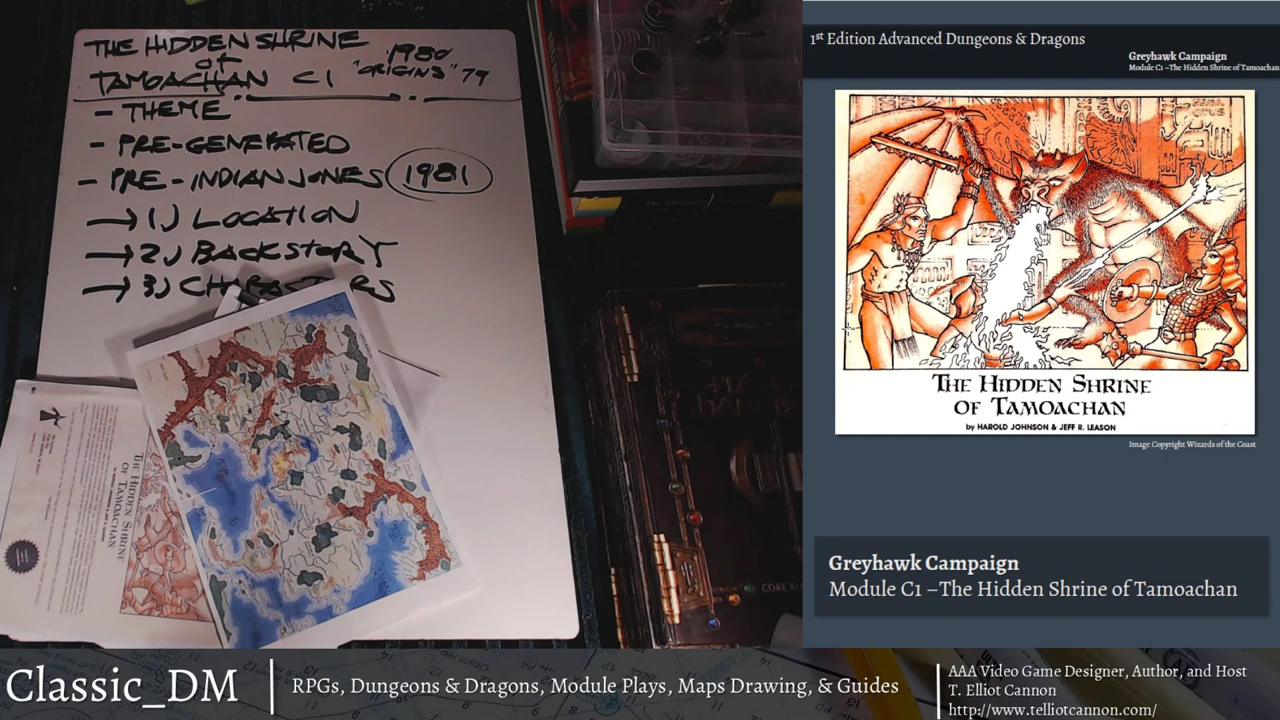 THE HIDDEN SHRINE
of
TAMOACHAN C1
1980
"ORIGINS" '79
- THEME
- PRE-GENERATED
- PRE-INDIANJONES 1981
→ 1) LOCATION
→ 2) BACKSTORY
→ 3)
THE HIDDEN SHRINE
OF TAMOACHAN
CORE RU
1st Edition Advanced Dungeons & Dragons
Greyhawk Campaign
Module C1 –The Hidden Shrine of Tamoachan
THE HIDDEN SHRINE
OF TAMOACHAN
by HAROLD JOHNSON & JEFF R. LEASON
Image Copyright Wizards of the Coast
Greyhawk Campaign
Module C1 –The Hidden Shrine of Tamoachan
Classic_DM
RPGs, Dungeons & Dragons, Module Plays, Maps Drawing, & Guides
AAA Video Game Designer, Author, and Host
T. Elliot Cannon
http://www.telliotcannon.com/